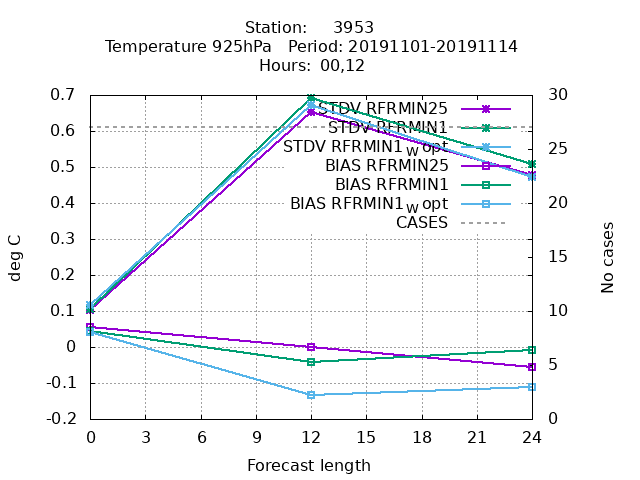 Station: 3953
Temperature 925hPa Period: 20191101-20191114
Hours: 00,12
0.7
0.6
0.5
0.4
0.3
0.2
0.1
0
-0.1
-0.2
deg C
STDV RFRMIN25
STDV RFRMIN1
STDV RFRMIN1w opt
BIAS RFRMIN25
BIAS RFRMIN1
BIAS RFRMIN1w opt
CASES
30
25
20
15
10
5
0
No cases
0 3 6 9 12 15 18 21 24
Forecast length